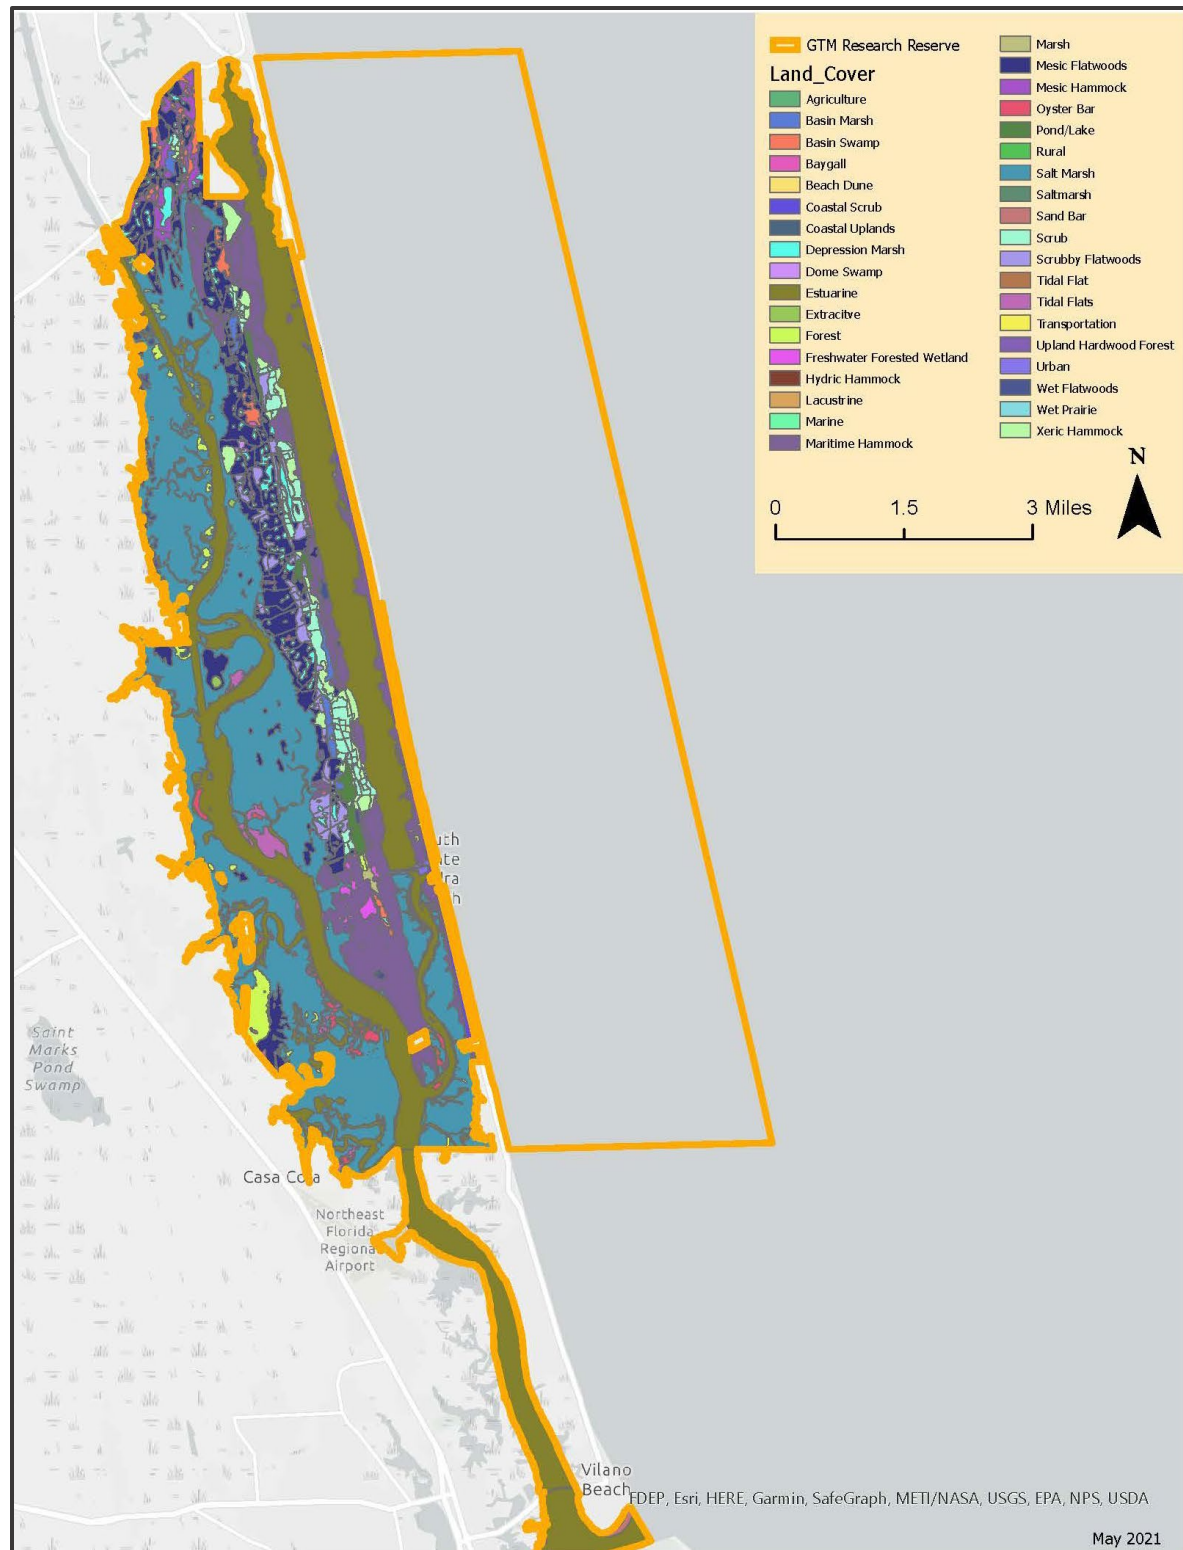 GTM Research Reserve
Land_Cover
Agriculture
Basin Marsh
Basin Swamp
Baygall
Beach Dune
Coastal Scrub
Coastal Uplands
Depression Marsh
Dome Swamp
Estuarine
Extracitve
Forest
Freshwater Forested Wetland
Hydric Hammock
Lacustrine
Marine
Maritime Hammock
Marsh
Mesic Flatwoods
Mesic Hammock
Oyster Bar
Pond/Lake
Rural
Salt Marsh
Saltmarsh
Sand Bar
Scrub
Scrubby Flatwoods
Tidal Flat
Tidal Flats
Transportation
Upland Hardwood Forest
Urban
Wet Flatwoods
Wet Prairie
Xeric Hammock
N
0 1.5 3 Miles
Saint
Marks
Pond
Swamp
Casa Cola
Northeast
Florida
Regional
Airport
Vilano
Beach
FDEP, Esri, HERE, Garmin, SafeGraph, METI/NASA, USGS, EPA, NPS, USDA
May 2021